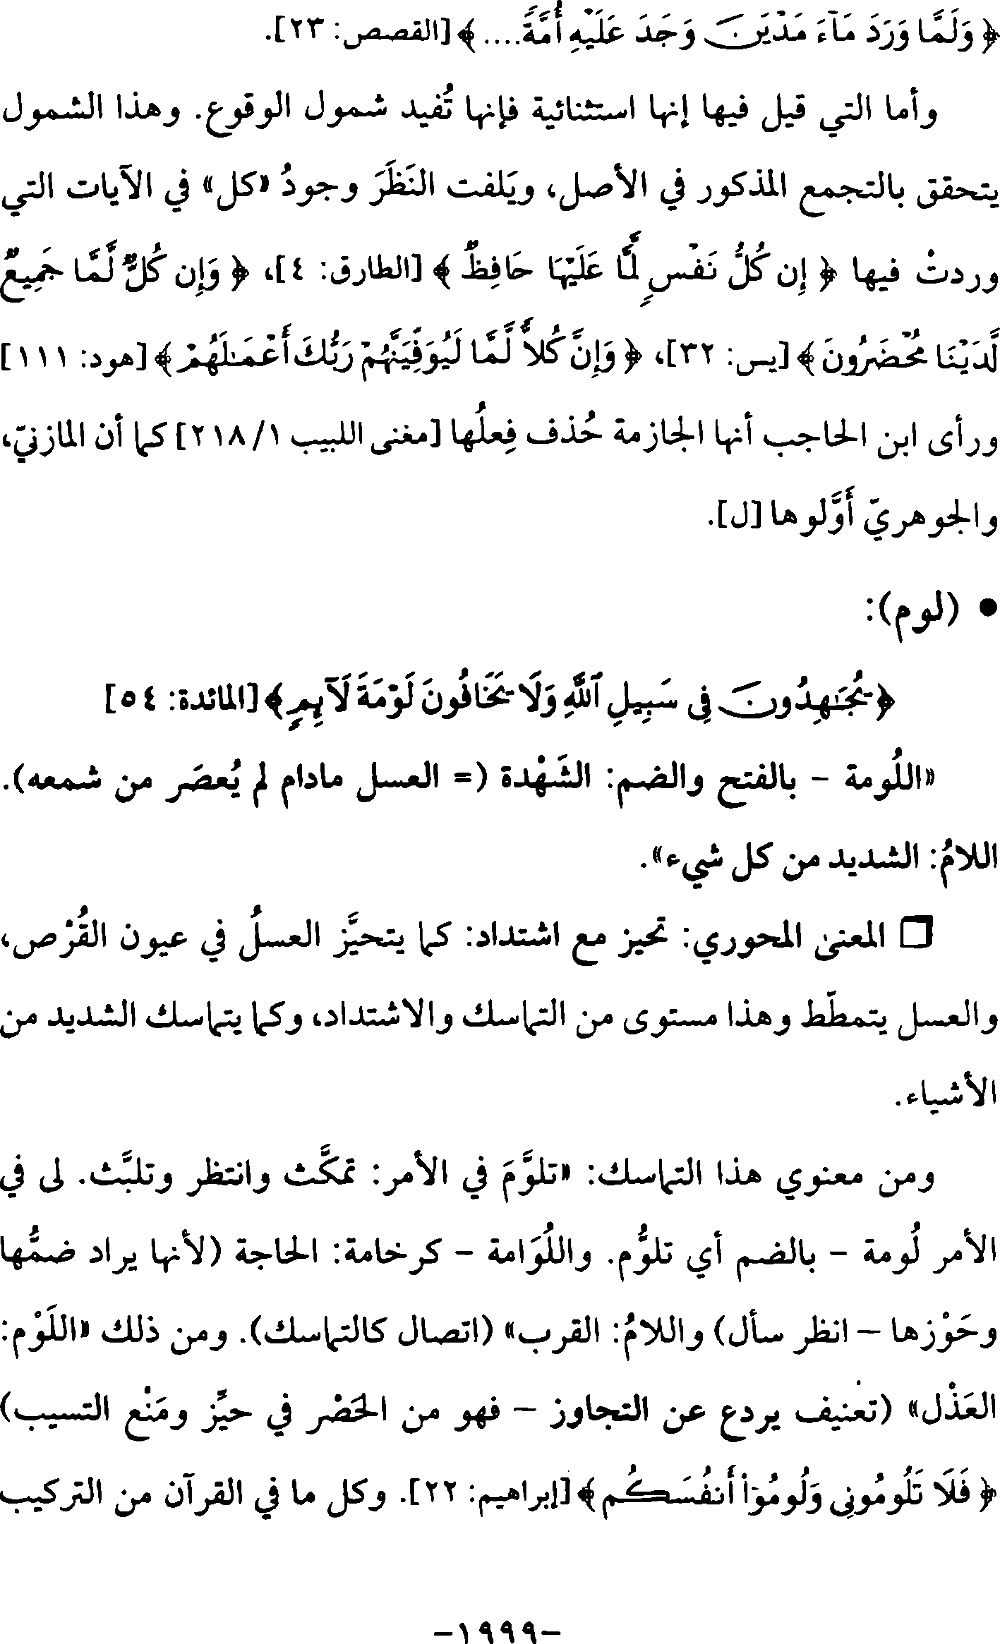 ﴿ وَلَمَّا وَرَدَ مَآءَ مَدْيَنَ وَجَدَ عَلَيْهِ أُمَّةً.... ﴾ [القصص: ٢٣].
وأما التي قيل فيها إنها استثنائية فإنها تُفيد شمول الوقوع. وهذا الشمول
يتحقق بالتجمع المذكور في الأصل، ويَلفت النَظَرَ وجودُ «كل» في الآيات التي
وردتْ فيها ﴿ إِن كُلُّ نَفْسٍ لَّمَّا عَلَيْهَا حَافِظٌ ﴾ [الطارق: ٤]، ﴿ وَإِن كُلٌّ لَّمَّا جَمِيعٌ
لَّدَيْنَا مُحْضَرُونَ ﴾ [يس: ٣٢]، ﴿ وَإِنَّ كُلاًّ لَّمَّا لَيُوَفِّيَنَّهُمْ رَبُّكَ أَعْمَـٰلَهُمْ ﴾ [هود: ١١١]
ورأى ابن الحاجب أنها الجازمة حُذف فِعلُها [مغنى اللبيب ٢١٨/١] كما أن المازنيّ،
والجوهريّ أَوَّلوها [ل].
• (لوم):
﴿ يُجَـٰهِدُونَ فِى سَبِيلِ ٱللَّهِ وَلَا يَخَافُونَ لَوْمَةَ لَآبِمٍ ﴾ [المائدة: ٥٤]
«اللُومة – بالفتح والضم: الشَهْدة (= العسل مادام لم يُعصَر من شمعه).
اللامُ: الشديد من كل شيء».
❒ المعنىٰ المحوري: تحيز مع اشتداد: كما يتحيَّز العسلُ في عيون القُرْص،
والعسل يتمطّط وهذا مستوى من التماسك والاشتداد، وكما يتماسك الشديد من
الأشياء.
ومن معنوي هذا التماسك: «تلوَّمَ في الأمر: تمكَّث وانتظر وتلبَّث. لى في
الأمر لُومة – بالضم أي تلوُّم. واللُوَامة – كرخامة: الحاجة (لأنها يراد ضمُّها
وحَوْزها – انظر سأل) واللامُ: القرب» (اتصال كالتماسك). ومن ذلك «اللَوْم:
العَذْل» (تعنيف يردع عن التجاوز – فهو من الحَصْر في حيِّز ومَنْع التسيب)
﴿ فَلَا تَلُومُونِى وَلُومُوٓاْ أَنفُسَكُم ﴾ [إبراهيم: ٢٢]. وكل ما في القرآن من التركيب
-١٩٩٩-